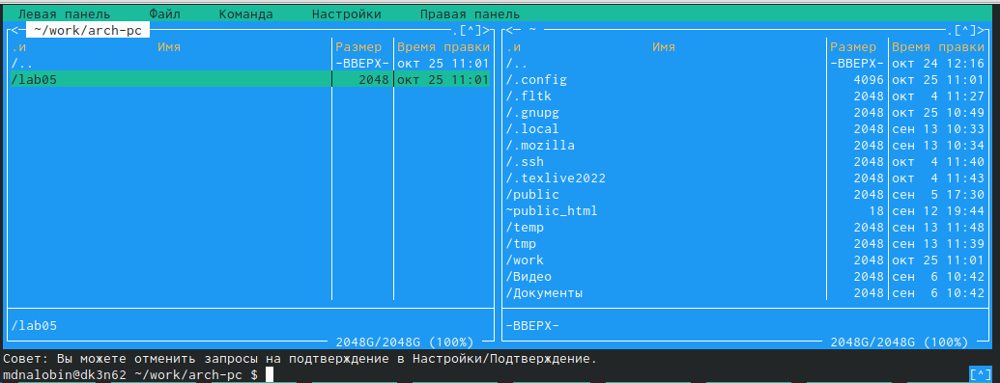 Левая панель Файл Команда Настройки Правая панель
<─ ~/work/arch-pc ─.[^]>
.и Имя Размер Время правки
/.. -ВВЕРХ- окт 25 11:01
/lab05 2048 окт 25 11:01
/lab05
2048G/2048G (100%)
<─ ~ ─.[^]>
.и Имя Размер Время правки
/.. -ВВЕРХ- окт 24 12:16
/.config 4096 окт 25 11:01
/.fltk 2048 окт 4 11:27
/.gnupg 2048 окт 25 10:49
/.local 2048 сен 13 10:33
/.mozilla 2048 сен 13 10:34
/.ssh 2048 окт 4 11:40
/.texlive2022 2048 окт 4 11:43
/public 2048 сен 5 17:30
~public_html 18 сен 12 19:44
/temp 2048 сен 13 11:48
/tmp 2048 сен 13 11:39
/work 2048 окт 25 11:01
/Видео 2048 сен 6 10:42
/Документы 2048 сен 6 10:42
-ВВЕРХ-
2048G/2048G (100%)
Совет: Вы можете отменить запросы на подтверждение в Настройки/Подтверждение.
mdnalobin@dk3n62 ~/work/arch-pc $ [^]